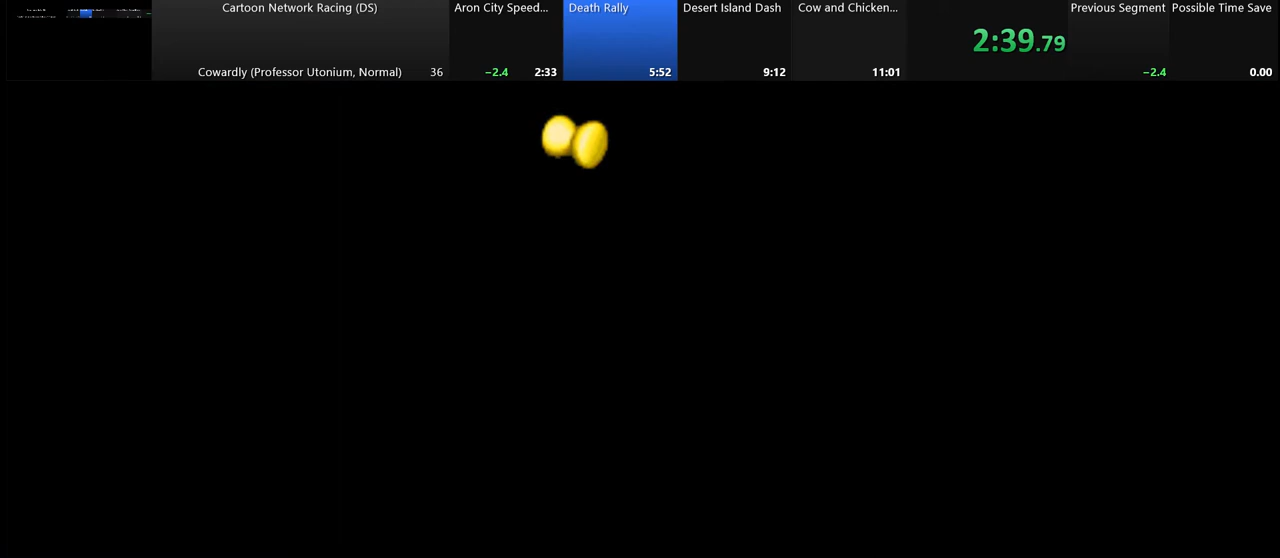 Cartoon Network Racing (DS)
Cowardly (Professor Utonium, Normal) 36
Aron City Speed...
−2.4 2:33
Death Rally
5:52
Desert Island Dash
9:12
Cow and Chicken...
11:01
2:39.79
Previous Segment
−2.4
Possible Time Save
0.00